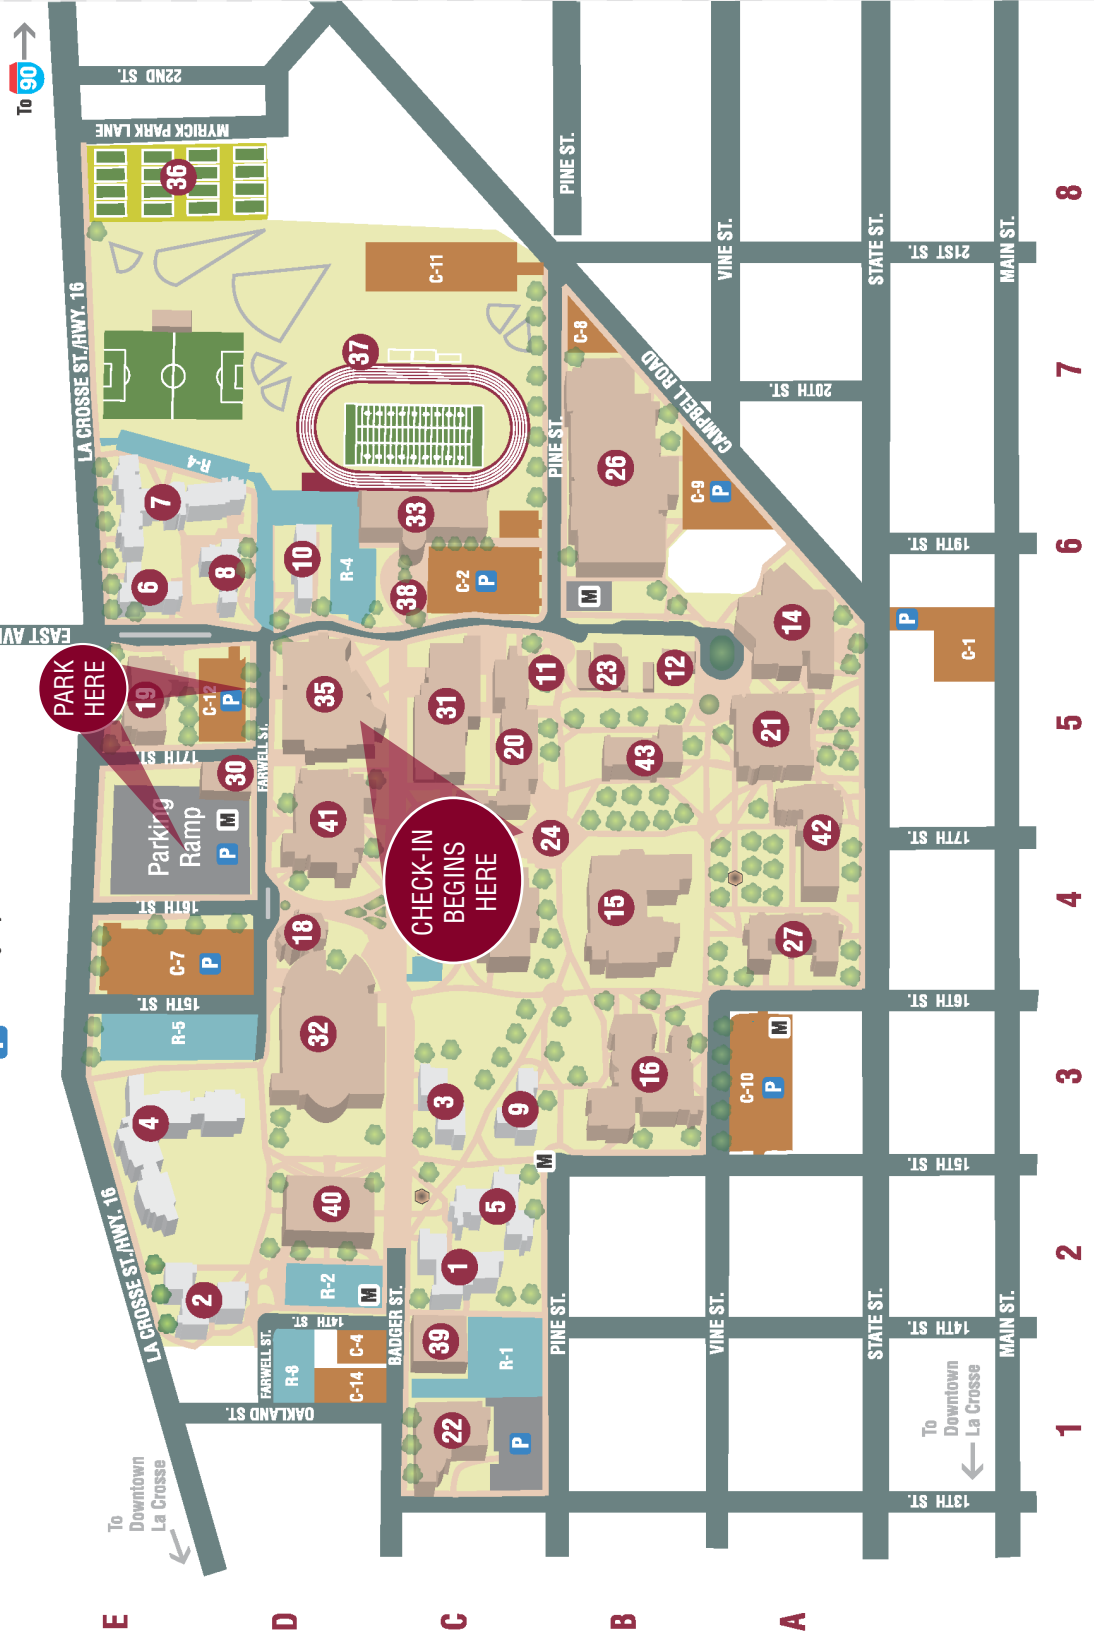 To 90
22ND ST.
MYRICK PARK LANE
36
LA CROSSE ST./HWY. 16
C-11
PINE ST.
8
VINE ST.
STATE ST.
MAIN ST.
21ST ST.
37
C-8
7
20TH ST.
CAMPBELL ROAD
PINE ST.
R-4
7
26
C-9
P
33
10
R-4
6
8
38
C-2
P
M
19TH ST.
6
EAST AV
14
P
C-1
PARK
HERE
19
C-12
P
35
31
11
23
12
17TH ST.
FARWELL ST.
30
20
43
21
5
Parking
Ramp
P
M
41
CHECK-IN
BEGINS
HERE
24
42
17TH ST.
16TH ST.
18
15
27
4
C-7
P
15TH ST.
R-5
32
16TH ST.
M
C-10
P
3
9
16
3
4
M
15TH ST.
40
5
1
2
2
R-2
M
LA CROSSE ST./HWY. 16
14TH ST.
FARWELL ST.
R-8
C-4
C-14
BADGER ST.
39
R-1
PINE ST.
VINE ST.
STATE ST.
MAIN ST.
14TH ST.
OAKLAND ST.
22
P
1
To
Downtown
La Crosse
To
Downtown
La Crosse
13TH ST.
E
D
C
B
A